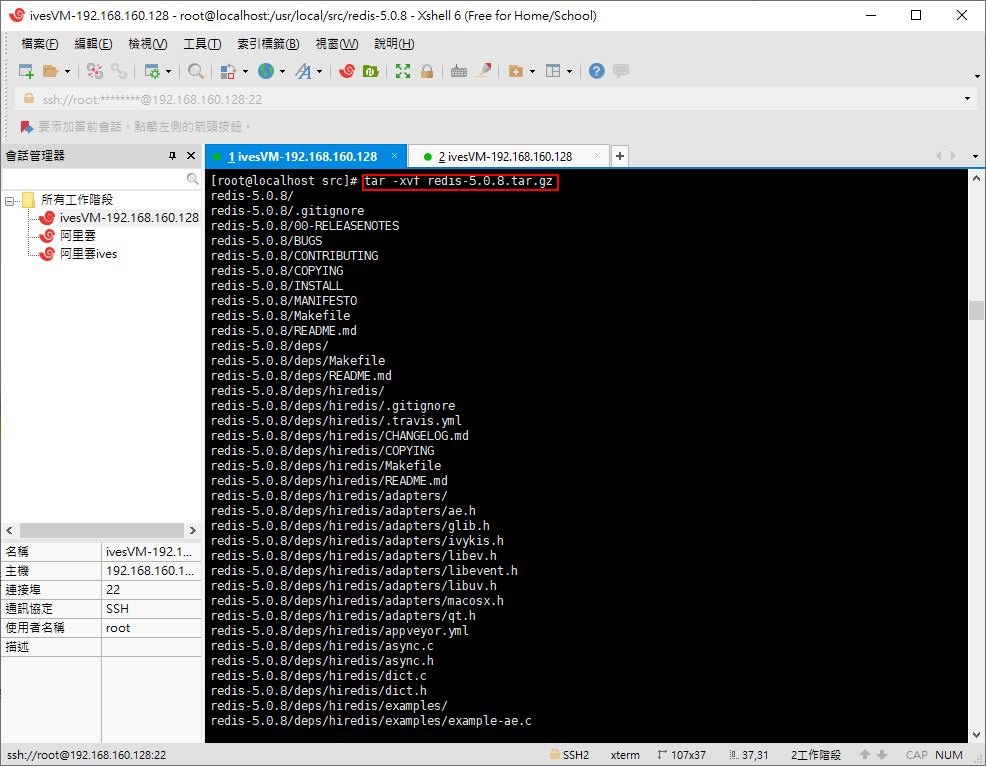 ivesVM-192.168.160.128 - root@localhost:/usr/local/src/redis-5.0.8 - Xshell 6 (Free for Home/School)
檔案(F) 編輯(E) 檢視(V) 工具(T) 索引標籤(B) 視窗(W) 說明(H)
ssh://root:********@192.168.160.128:22
要添加當前會話，點擊左側的箭頭按鈕。
會話管理器
1 ivesVM-192.168.160.128
2 ivesVM-192.168.160.128
所有工作階段
ivesVM-192.168.160.128
阿里雲
阿里雲ives
名稱 ivesVM-192.1...
主機 192.168.160.1...
連接埠 22
通訊協定 SSH
使用者名稱 root
描述
[root@localhost src]# tar -xvf redis-5.0.8.tar.gz
redis-5.0.8/
redis-5.0.8/.gitignore
redis-5.0.8/00-RELEASENOTES
redis-5.0.8/BUGS
redis-5.0.8/CONTRIBUTING
redis-5.0.8/COPYING
redis-5.0.8/INSTALL
redis-5.0.8/MANIFESTO
redis-5.0.8/Makefile
redis-5.0.8/README.md
redis-5.0.8/deps/
redis-5.0.8/deps/Makefile
redis-5.0.8/deps/README.md
redis-5.0.8/deps/hiredis/
redis-5.0.8/deps/hiredis/.gitignore
redis-5.0.8/deps/hiredis/.travis.yml
redis-5.0.8/deps/hiredis/CHANGELOG.md
redis-5.0.8/deps/hiredis/COPYING
redis-5.0.8/deps/hiredis/Makefile
redis-5.0.8/deps/hiredis/README.md
redis-5.0.8/deps/hiredis/adapters/
redis-5.0.8/deps/hiredis/adapters/ae.h
redis-5.0.8/deps/hiredis/adapters/glib.h
redis-5.0.8/deps/hiredis/adapters/ivykis.h
redis-5.0.8/deps/hiredis/adapters/libev.h
redis-5.0.8/deps/hiredis/adapters/libevent.h
redis-5.0.8/deps/hiredis/adapters/libuv.h
redis-5.0.8/deps/hiredis/adapters/macosx.h
redis-5.0.8/deps/hiredis/adapters/qt.h
redis-5.0.8/deps/hiredis/appveyor.yml
redis-5.0.8/deps/hiredis/async.c
redis-5.0.8/deps/hiredis/async.h
redis-5.0.8/deps/hiredis/dict.c
redis-5.0.8/deps/hiredis/dict.h
redis-5.0.8/deps/hiredis/examples/
redis-5.0.8/deps/hiredis/examples/example-ae.c
ssh://root@192.168.160.128:22 SSH2 xterm 107x37 37,31 2工作階段 CAP NUM